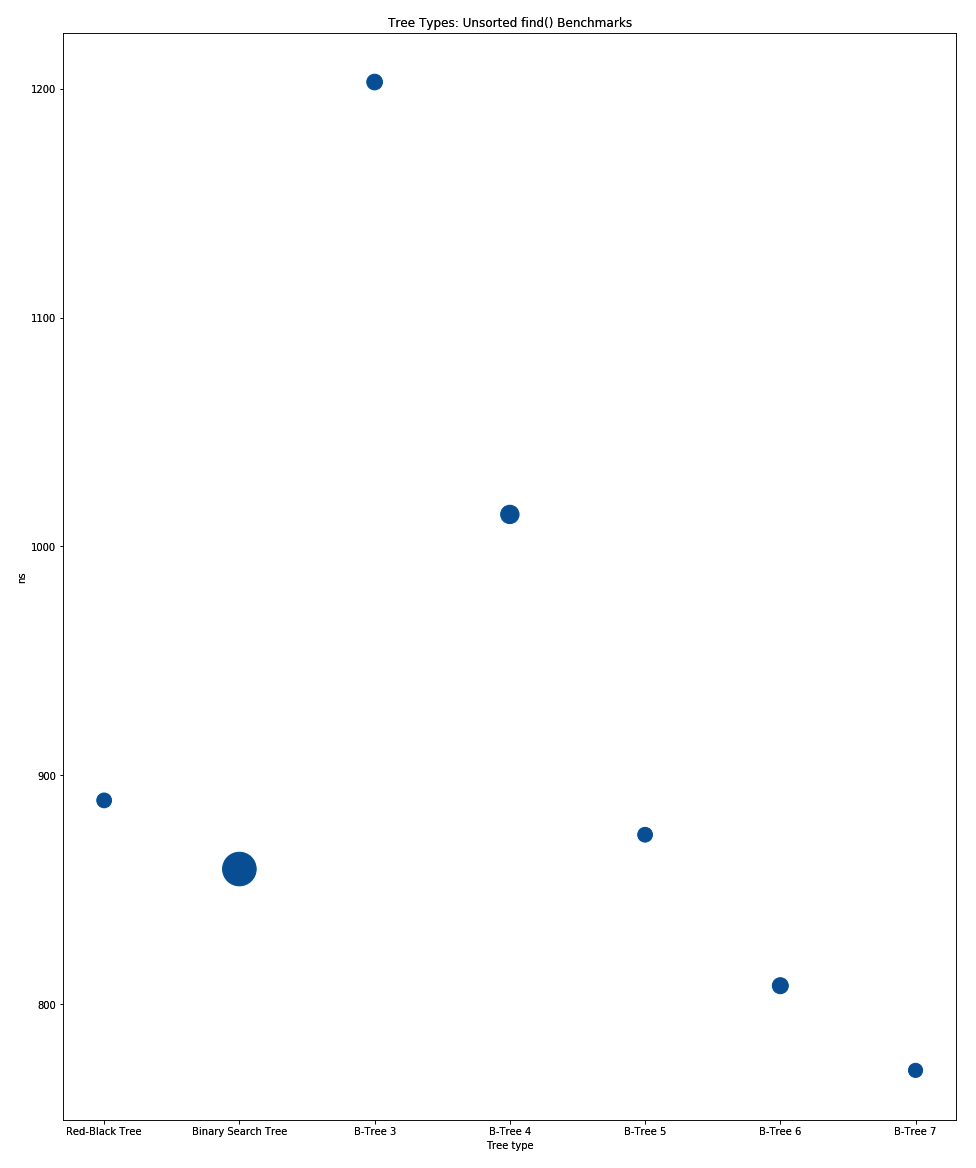 Tree Types: Unsorted find() Benchmarks
1200
1100
1000
900
800
ns
Red-Black Tree
Binary Search Tree
B-Tree 3
B-Tree 4
B-Tree 5
B-Tree 6
B-Tree 7
Tree type